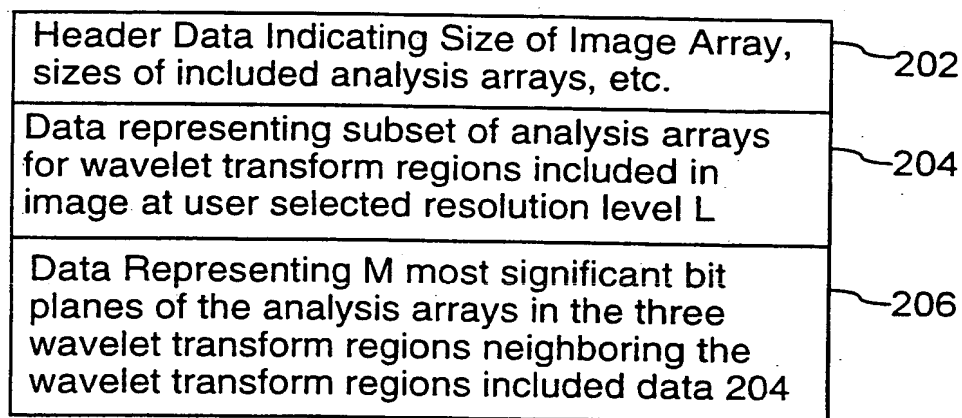 Header Data Indicating Size of Image Array,
sizes of included analysis arrays, etc.
202
Data representing subset of analysis arrays
for wavelet transform regions included in
image at user selected resolution level L
204
Data Representing M most significant bit
planes of the analysis arrays in the three
wavelet transform regions neighboring the
wavelet transform regions included data 204
206